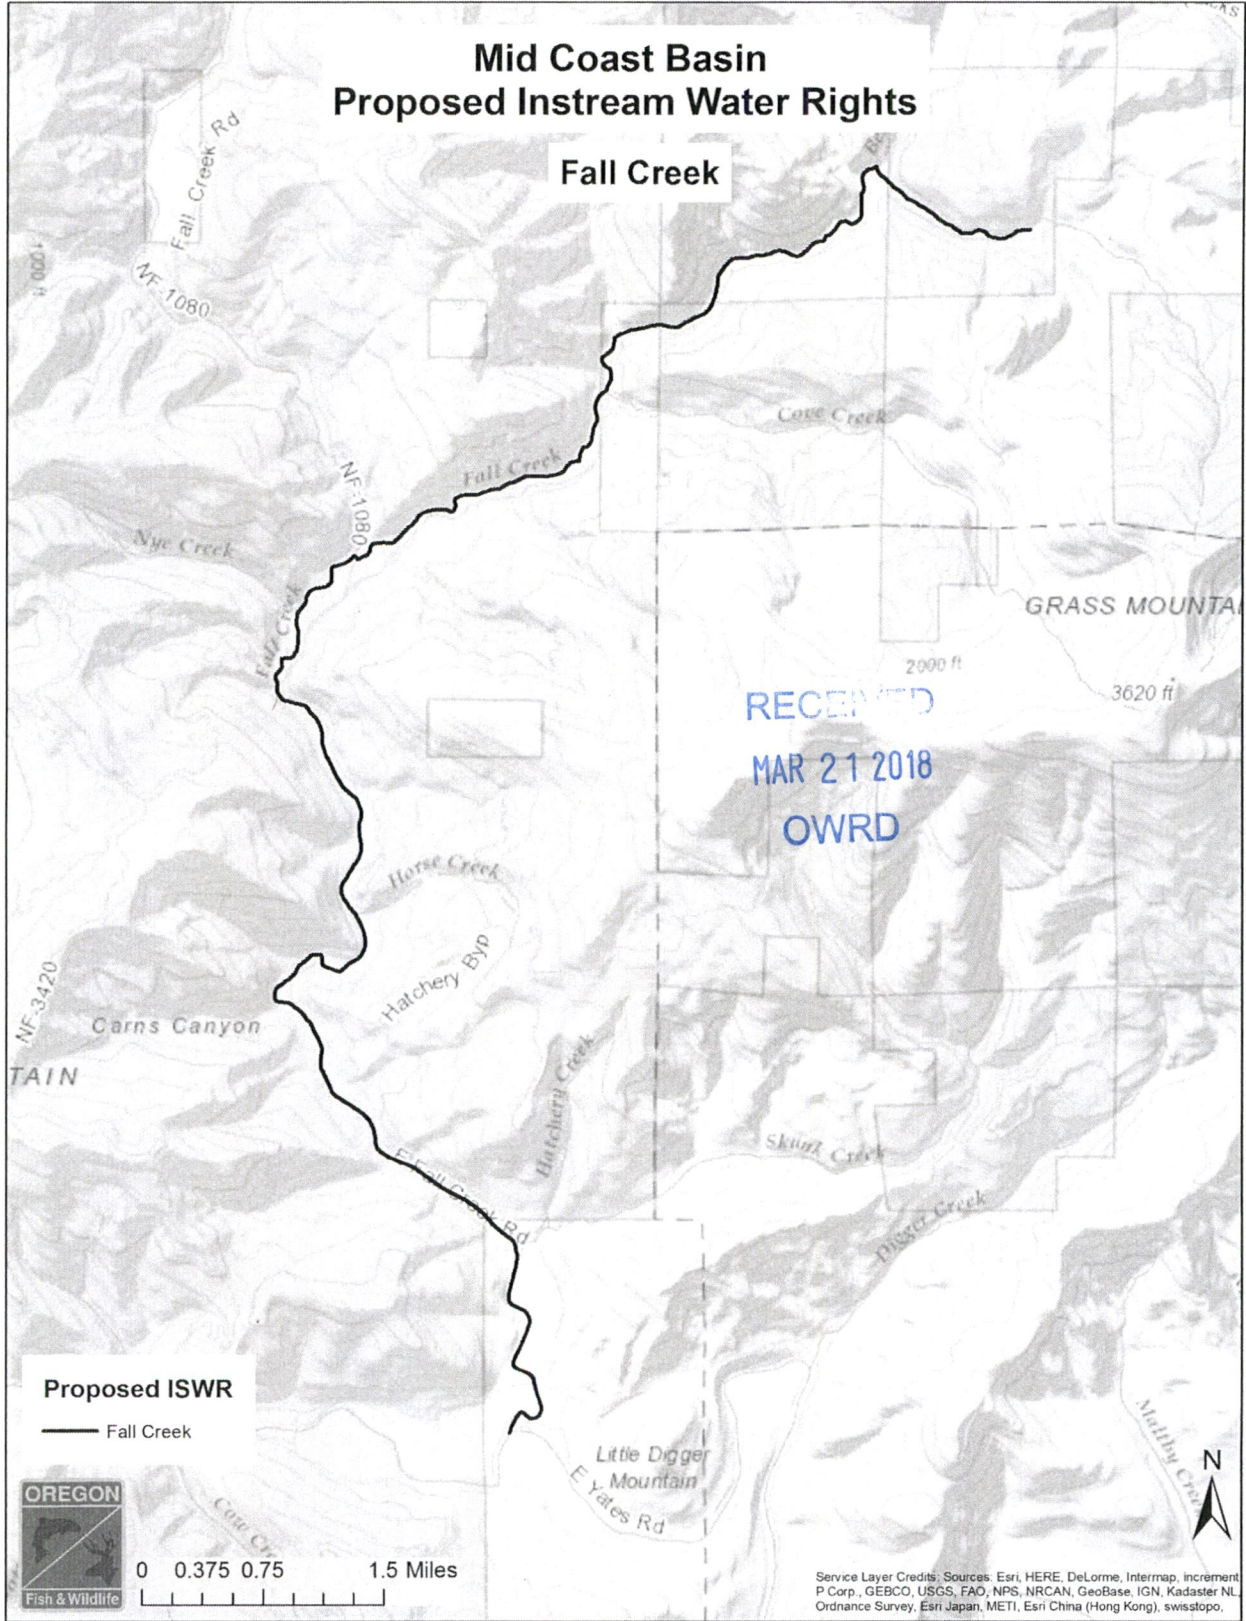 Mid Coast Basin
Proposed Instream Water Rights
Fall Creek
Fall Creek Rd
1000 ft
NF-1080
Cove Creek
Fall Creek
NF-1080
Nye Creek
Fall Creek
GRASS MOUNTAI
2000 ft
3620 ft
RECEIVED
MAR 21 2018
OWRD
Horse Creek
Hatchery Byp
NF-3420
Carns Canyon
TAIN
Hatchery Creek
Skunk Creek
E Fall Creek Rd
Digger Creek
Proposed ISWR
Fall Creek
Little Digger
Mountain
E Yates Rd
Maltby Creek
N
OREGON
Fish & Wildlife
Cow Cre
0 0.375 0.75 1.5 Miles
Service Layer Credits: Sources: Esri, HERE, DeLorme, Intermap, increment
P Corp., GEBCO, USGS, FAO, NPS, NRCAN, GeoBase, IGN, Kadaster NL,
Ordnance Survey, Esri Japan, METI, Esri China (Hong Kong), swisstopo,